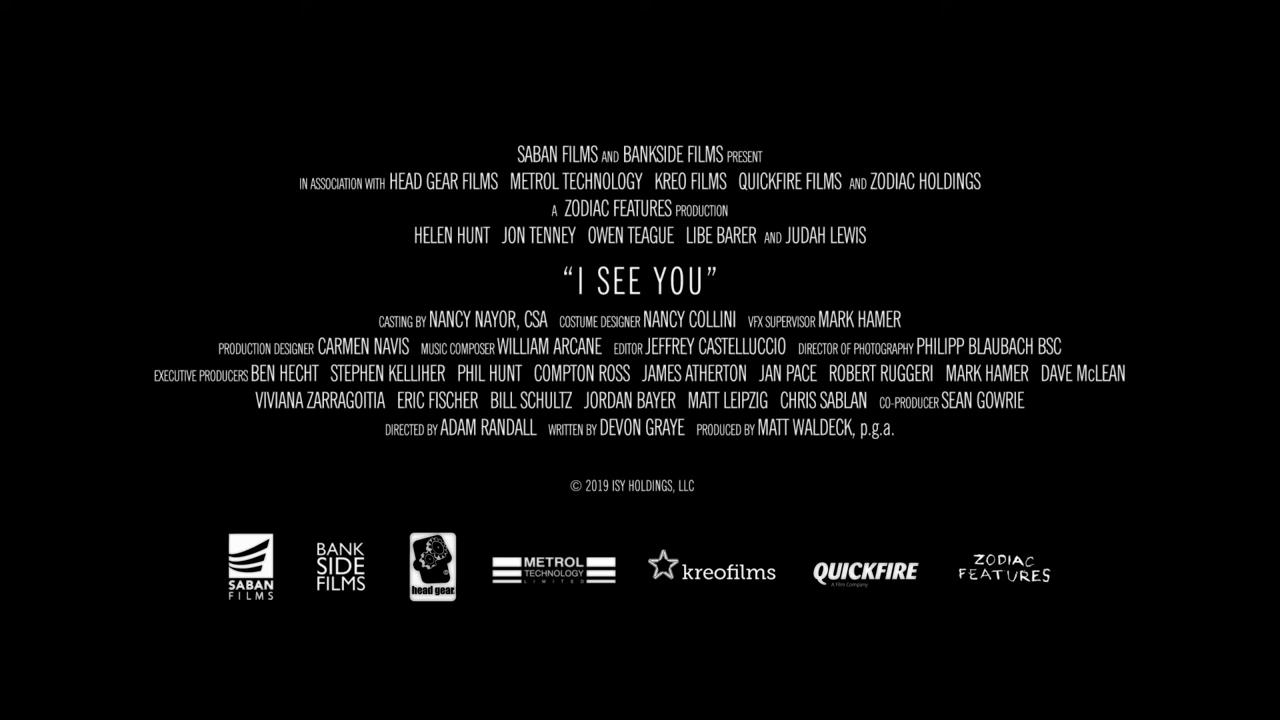 SABAN FILMS AND BANKSIDE FILMS PRESENT
IN ASSOCIATION WITH HEAD GEAR FILMS METROL TECHNOLOGY KREO FILMS QUICKFIRE FILMS AND ZODIAC HOLDINGS
A ZODIAC FEATURES PRODUCTION
HELEN HUNT JON TENNEY OWEN TEAGUE LIBE BARER AND JUDAH LEWIS
“I SEE YOU”
CASTING BY NANCY NAYOR, CSA COSTUME DESIGNER NANCY COLLINI VFX SUPERVISOR MARK HAMER
PRODUCTION DESIGNER CARMEN NAVIS MUSIC COMPOSER WILLIAM ARCANE EDITOR JEFFREY CASTELLUCCIO DIRECTOR OF PHOTOGRAPHY PHILIPP BLAUBACH BSC
EXECUTIVE PRODUCERS BEN HECHT STEPHEN KELLIHER PHIL HUNT COMPTON ROSS JAMES ATHERTON JAN PACE ROBERT RUGGERI MARK HAMER DAVE McLEAN
VIVIANA ZARRAGOITIA ERIC FISCHER BILL SCHULTZ JORDAN BAYER MATT LEIPZIG CHRIS SABLAN CO-PRODUCER SEAN GOWRIE
DIRECTED BY ADAM RANDALL WRITTEN BY DEVON GRAYE PRODUCED BY MATT WALDECK, p.g.a.
© 2019 ISY HOLDINGS, LLC
SABAN
FILMS
BANK
SIDE
FILMS
head gear
METROL
TECHNOLOGY
LIMITED
kreofilms
QUICKFIRE
A Film Company
ZODIAC
FEATURES